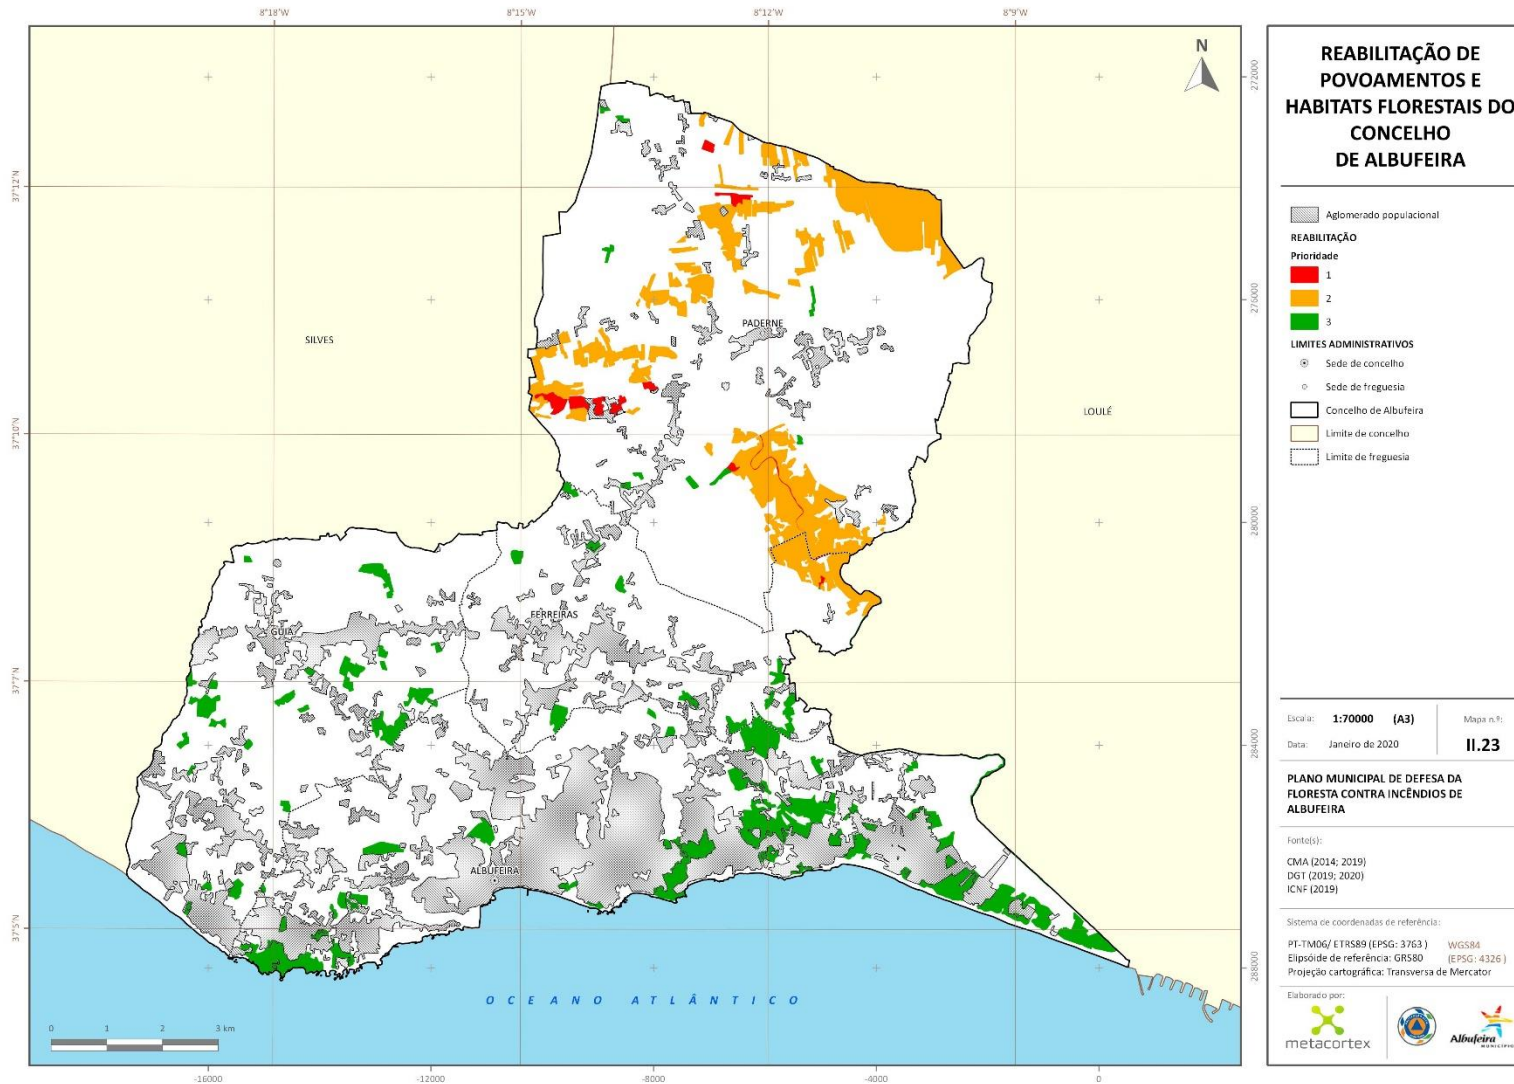 8°18'W
8°15'W
8°12'W
8°9'W
N
37°12'N
37°10'N
37°7'N
37°5'N
272000
276000
280000
284000
288000
-16000
-12000
-8000
-4000
0
SILVES
PADERNE
LOULÉ
FERREIRAS
GUIA
ALBUFEIRA
OCEANO ATLÂNTICO
0 1 2 3 km
REABILITAÇÃO DE
POVOAMENTOS E
HABITATS FLORESTAIS DO
CONCELHO
DE ALBUFEIRA
Aglomerado populacional
REABILITAÇÃO
Prioridade
1
2
3
LIMITES ADMINISTRATIVOS
Sede de concelho
Sede de freguesia
Concelho de Albufeira
Limite de concelho
Limite de freguesia
Escala: 1:70000 (A3)
Mapa n.º:
Data: Janeiro de 2020
II.23
PLANO MUNICIPAL DE DEFESA DA
FLORESTA CONTRA INCÊNDIOS DE
ALBUFEIRA
Fonte(s):
CMA (2014; 2019)
DGT (2019; 2020)
ICNF (2019)
Sistema de coordenadas de referência:
PT-TM06/ ETRS89 (EPSG: 3763 ) WGS84
Elipsóide de referência: GRS80 (EPSG: 4326 )
Projeção cartográfica: Transversa de Mercator
Elaborado por:
metacortex
Albufeira
MUNICÍPIO